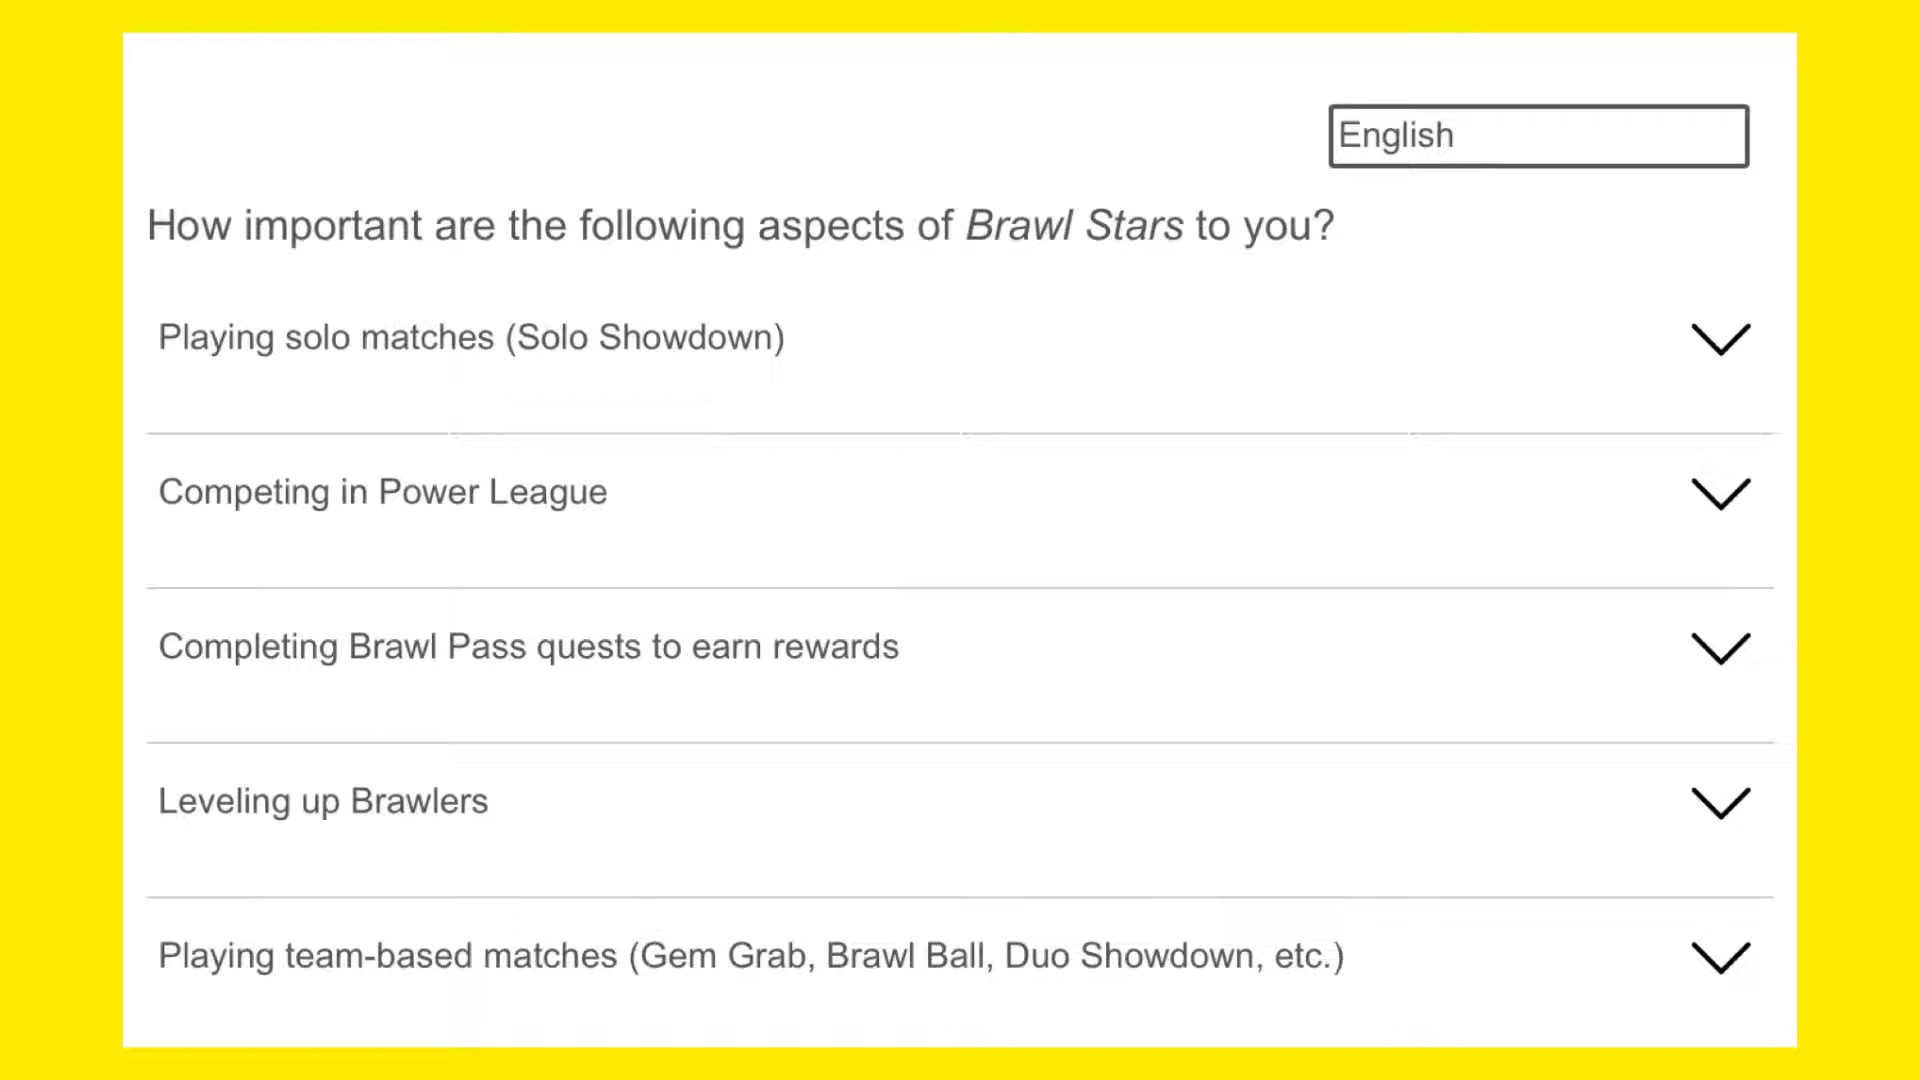 English
How important are the following aspects of Brawl Stars to you?
Playing solo matches (Solo Showdown)
Competing in Power League
Completing Brawl Pass quests to earn rewards
Leveling up Brawlers
Playing team-based matches (Gem Grab, Brawl Ball, Duo Showdown, etc.)